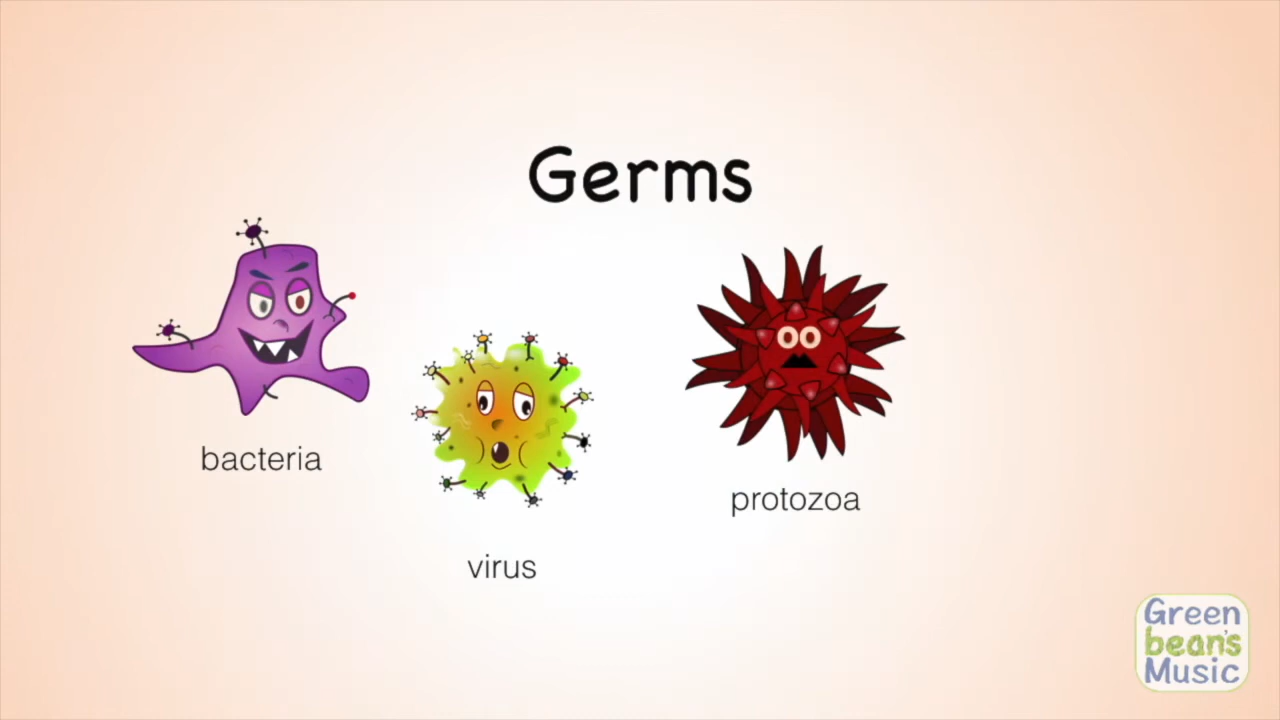 Germs
bacteria
virus
protozoa
Green
bean's
Music